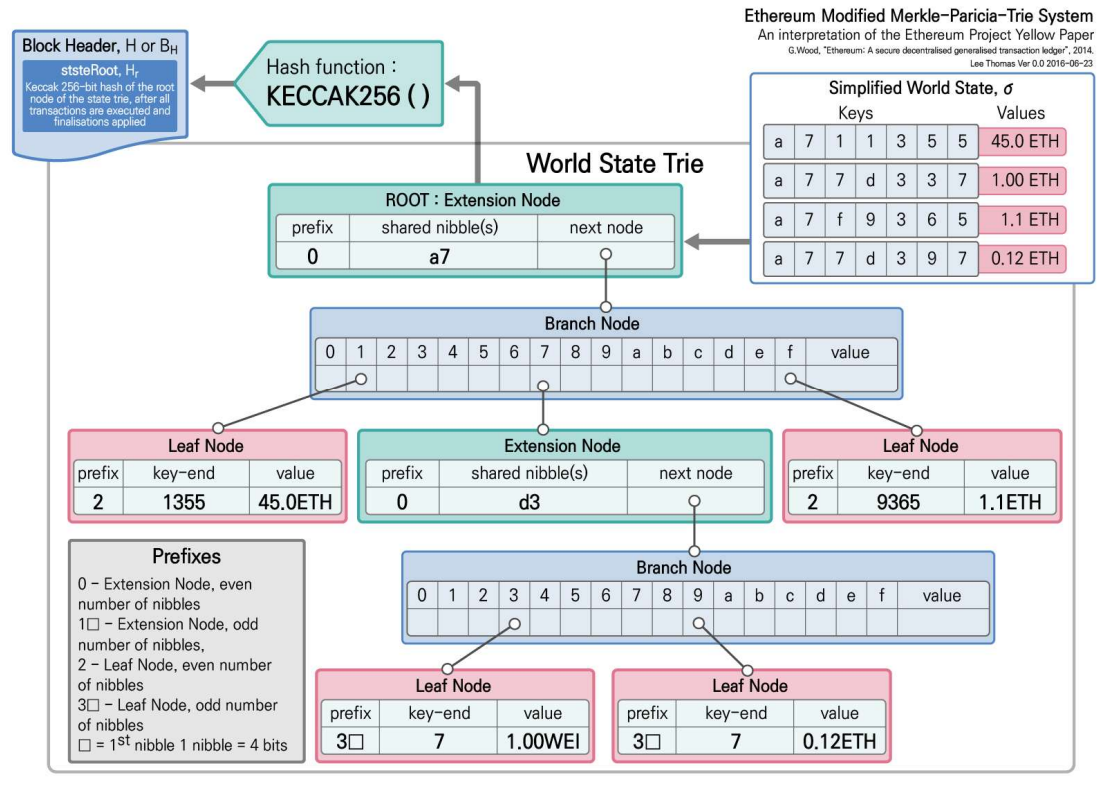 Ethereum Modified Merkle-Paricia-Trie System
An interpretation of the Ethereum Project Yellow Paper
G.Wood, "Ethereum: A secure decentralised generalised transaction ledger", 2014.
Lee Thomas Ver 0.0 2016-06-23
Block Header, H or B_H
ststeRoot, H_r
Keccak 256-bit hash of the root
node of the state trie, after all
transactions are executed and
finalisations applied
Hash function :
KECCAK256 ( )
Simplified World State, σ
Keys Values
a 7 1 1 3 5 5 45.0 ETH
a 7 7 d 3 3 7 1.00 ETH
a 7 f 9 3 6 5 1.1 ETH
a 7 7 d 3 9 7 0.12 ETH
World State Trie
ROOT : Extension Node
prefix shared nibble(s) next node
0 a7
Branch Node
0 1 2 3 4 5 6 7 8 9 a b c d e f value
Leaf Node
prefix key-end value
2 1355 45.0ETH
Extension Node
prefix shared nibble(s) next node
0 d3
Leaf Node
prefix key-end value
2 9365 1.1ETH
Branch Node
0 1 2 3 4 5 6 7 8 9 a b c d e f value
Leaf Node
prefix key-end value
3□ 7 1.00WEI
Leaf Node
prefix key-end value
3□ 7 0.12ETH
Prefixes
0 - Extension Node, even
number of nibbles
1□ - Extension Node, odd
number of nibbles,
2 - Leaf Node, even number
of nibbles
3□ - Leaf Node, odd number
of nibbles
□ = 1st nibble 1 nibble = 4 bits